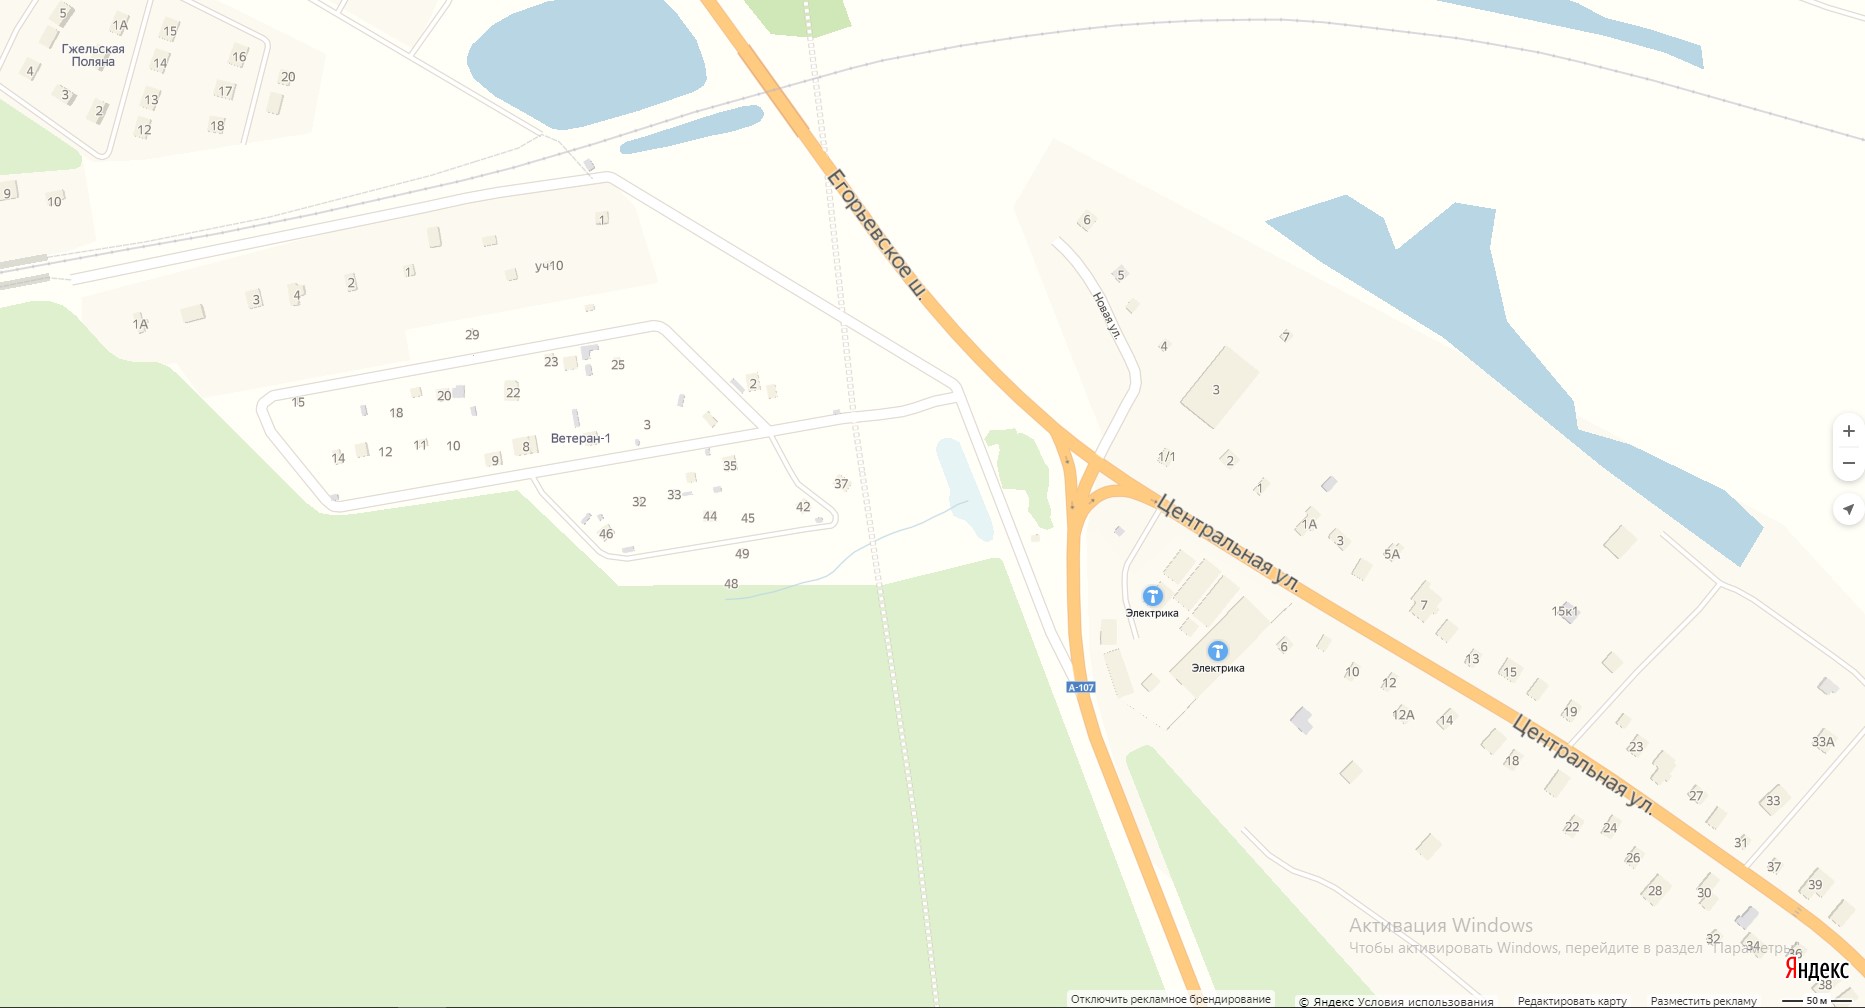 5
1А
15
Гжельская
Поляна
16
14
4
20
17
3
13
2
12
18
9
10
1
6
Егорьевское ш.
уч10
1
5
2
4
3
1А
Новая ул.
29
7
4
23
25
2
3
22
20
15
18
3
Ветеран-1
8
11
10
12
14
9
1/1
2
35
37
1
33
32
42
44
45
46
Центральная ул.
1А
3
5А
49
48
7
15к1
Электрика
Электрика
6
13
15
10
12
А-107
12А
14
19
Центральная ул.
23
33А
18
27
33
22
24
31
26
37
28
30
39
Активация Windows
Чтобы активировать Windows, перейдите в раздел "Параметры
32
34
36
Яндекс
38
Отключить рекламное брендирование
© Яндекс Условия использования
Редактировать карту
Разместить рекламу
50 м